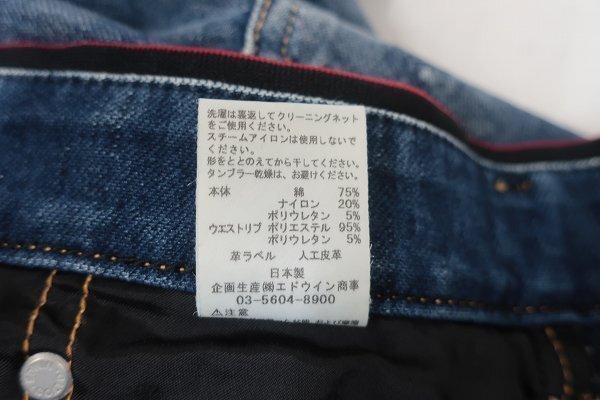 洗濯は裏返してクリーニングネット
をご使用ください。
スチームアイロンは使用しないで
ください。
形をととのえてから干してください。
タンブラー乾燥は、お避けください。
本体 綿 75%
ナイロン 20%
ポリウレタン 5%
ウエストリブ ポリエステル 95%
ポリウレタン 5%
革ラベル 人工皮革
日本製
企画生産㈱エドウイン商事
03-5604-8900
⚠注意